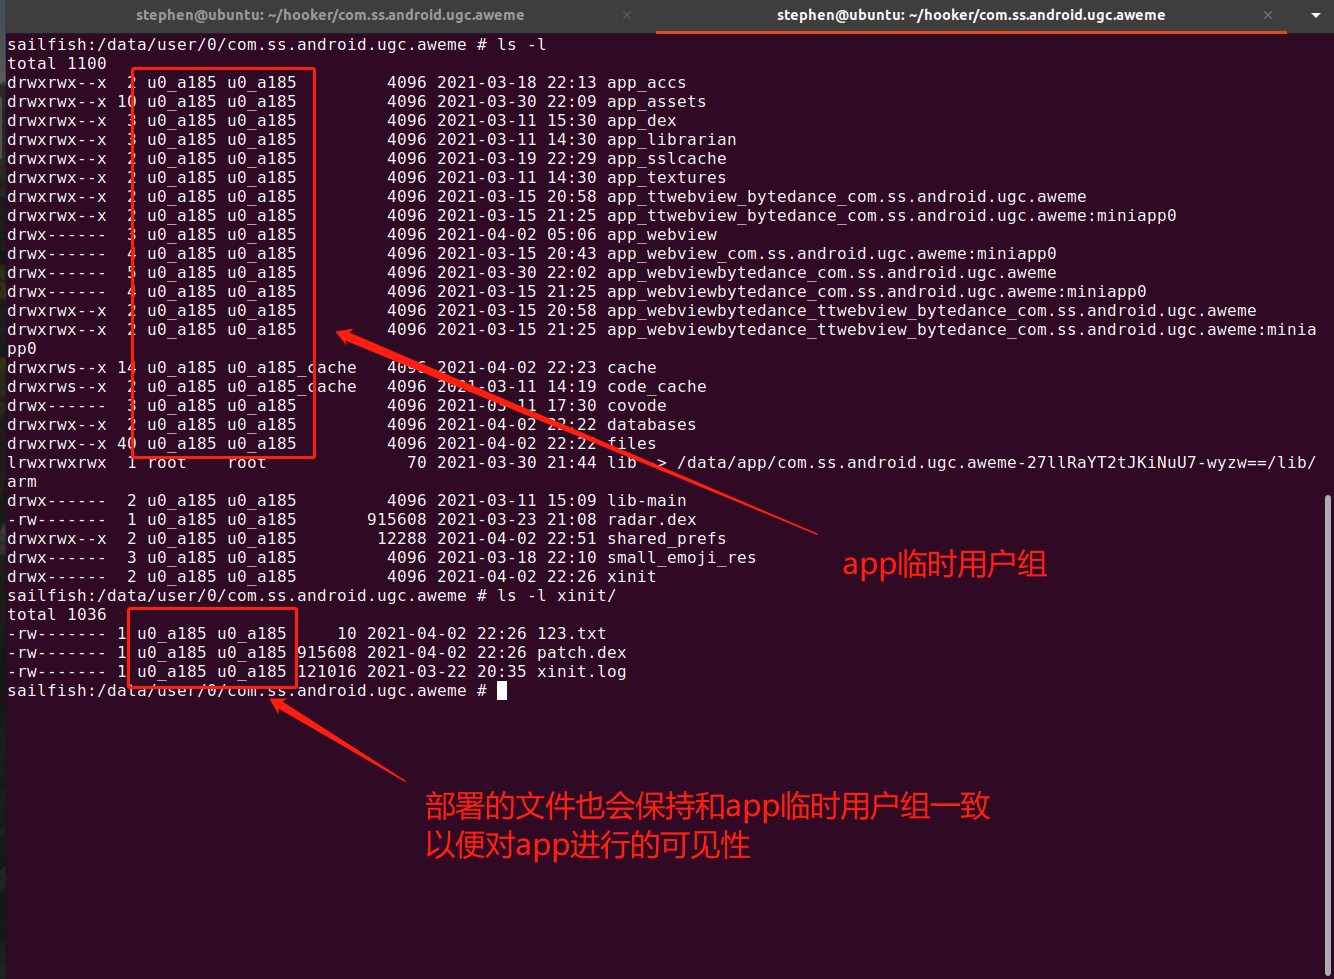 stephen@ubuntu: ~/hooker/com.ss.android.ugc.aweme × stephen@ubuntu: ~/hooker/com.ss.android.ugc.aweme ×
sailfish:/data/user/0/com.ss.android.ugc.aweme # ls -l
total 1100
drwxrwx--x 2 u0_a185 u0_a185 4096 2021-03-18 22:13 app_accs
drwxrwx--x 10 u0_a185 u0_a185 4096 2021-03-30 22:09 app_assets
drwxrwx--x 3 u0_a185 u0_a185 4096 2021-03-11 15:30 app_dex
drwxrwx--x 3 u0_a185 u0_a185 4096 2021-03-11 14:30 app_librarian
drwxrwx--x 2 u0_a185 u0_a185 4096 2021-03-19 22:29 app_sslcache
drwxrwx--x 2 u0_a185 u0_a185 4096 2021-03-11 14:30 app_textures
drwxrwx--x 2 u0_a185 u0_a185 4096 2021-03-15 20:58 app_ttwebview_bytedance_com.ss.android.ugc.aweme
drwxrwx--x 2 u0_a185 u0_a185 4096 2021-03-15 21:25 app_ttwebview_bytedance_com.ss.android.ugc.aweme:miniapp0
drwx------ 3 u0_a185 u0_a185 4096 2021-04-02 05:06 app_webview
drwx------ 4 u0_a185 u0_a185 4096 2021-03-15 20:43 app_webview_com.ss.android.ugc.aweme:miniapp0
drwx------ 5 u0_a185 u0_a185 4096 2021-03-30 22:02 app_webviewbytedance_com.ss.android.ugc.aweme
drwx------ 4 u0_a185 u0_a185 4096 2021-03-15 21:25 app_webviewbytedance_com.ss.android.ugc.aweme:miniapp0
drwxrwx--x 2 u0_a185 u0_a185 4096 2021-03-15 20:58 app_webviewbytedance_ttwebview_bytedance_com.ss.android.ugc.aweme
drwxrwx--x 2 u0_a185 u0_a185 4096 2021-03-15 21:25 app_webviewbytedance_ttwebview_bytedance_com.ss.android.ugc.aweme:minia
pp0
drwxrws--x 14 u0_a185 u0_a185_cache 4096 2021-04-02 22:23 cache
drwxrws--x 2 u0_a185 u0_a185_cache 4096 2021-03-11 14:19 code_cache
drwx------ 3 u0_a185 u0_a185 4096 2021-03-11 17:30 covode
drwxrwx--x 2 u0_a185 u0_a185 4096 2021-04-02 22:22 databases
drwxrwx--x 40 u0_a185 u0_a185 4096 2021-04-02 22:22 files
lrwxrwxrwx 1 root root 70 2021-03-30 21:44 lib -> /data/app/com.ss.android.ugc.aweme-27llRaYT2tJKiNuU7-wyzw==/lib/
arm
drwx------ 2 u0_a185 u0_a185 4096 2021-03-11 15:09 lib-main
-rw------- 1 u0_a185 u0_a185 915608 2021-03-23 21:08 radar.dex
drwxrwx--x 2 u0_a185 u0_a185 12288 2021-04-02 22:51 shared_prefs
drwx------ 3 u0_a185 u0_a185 4096 2021-03-18 22:10 small_emoji_res
drwx------ 2 u0_a185 u0_a185 4096 2021-04-02 22:26 xinit
app临时用户组
sailfish:/data/user/0/com.ss.android.ugc.aweme # ls -l xinit/
total 1036
-rw------- 1 u0_a185 u0_a185 10 2021-04-02 22:26 123.txt
-rw------- 1 u0_a185 u0_a185 915608 2021-04-02 22:26 patch.dex
-rw------- 1 u0_a185 u0_a185 121016 2021-03-22 20:35 xinit.log
sailfish:/data/user/0/com.ss.android.ugc.aweme #
部署的文件也会保持和app临时用户组一致
以便对app进行的可见性